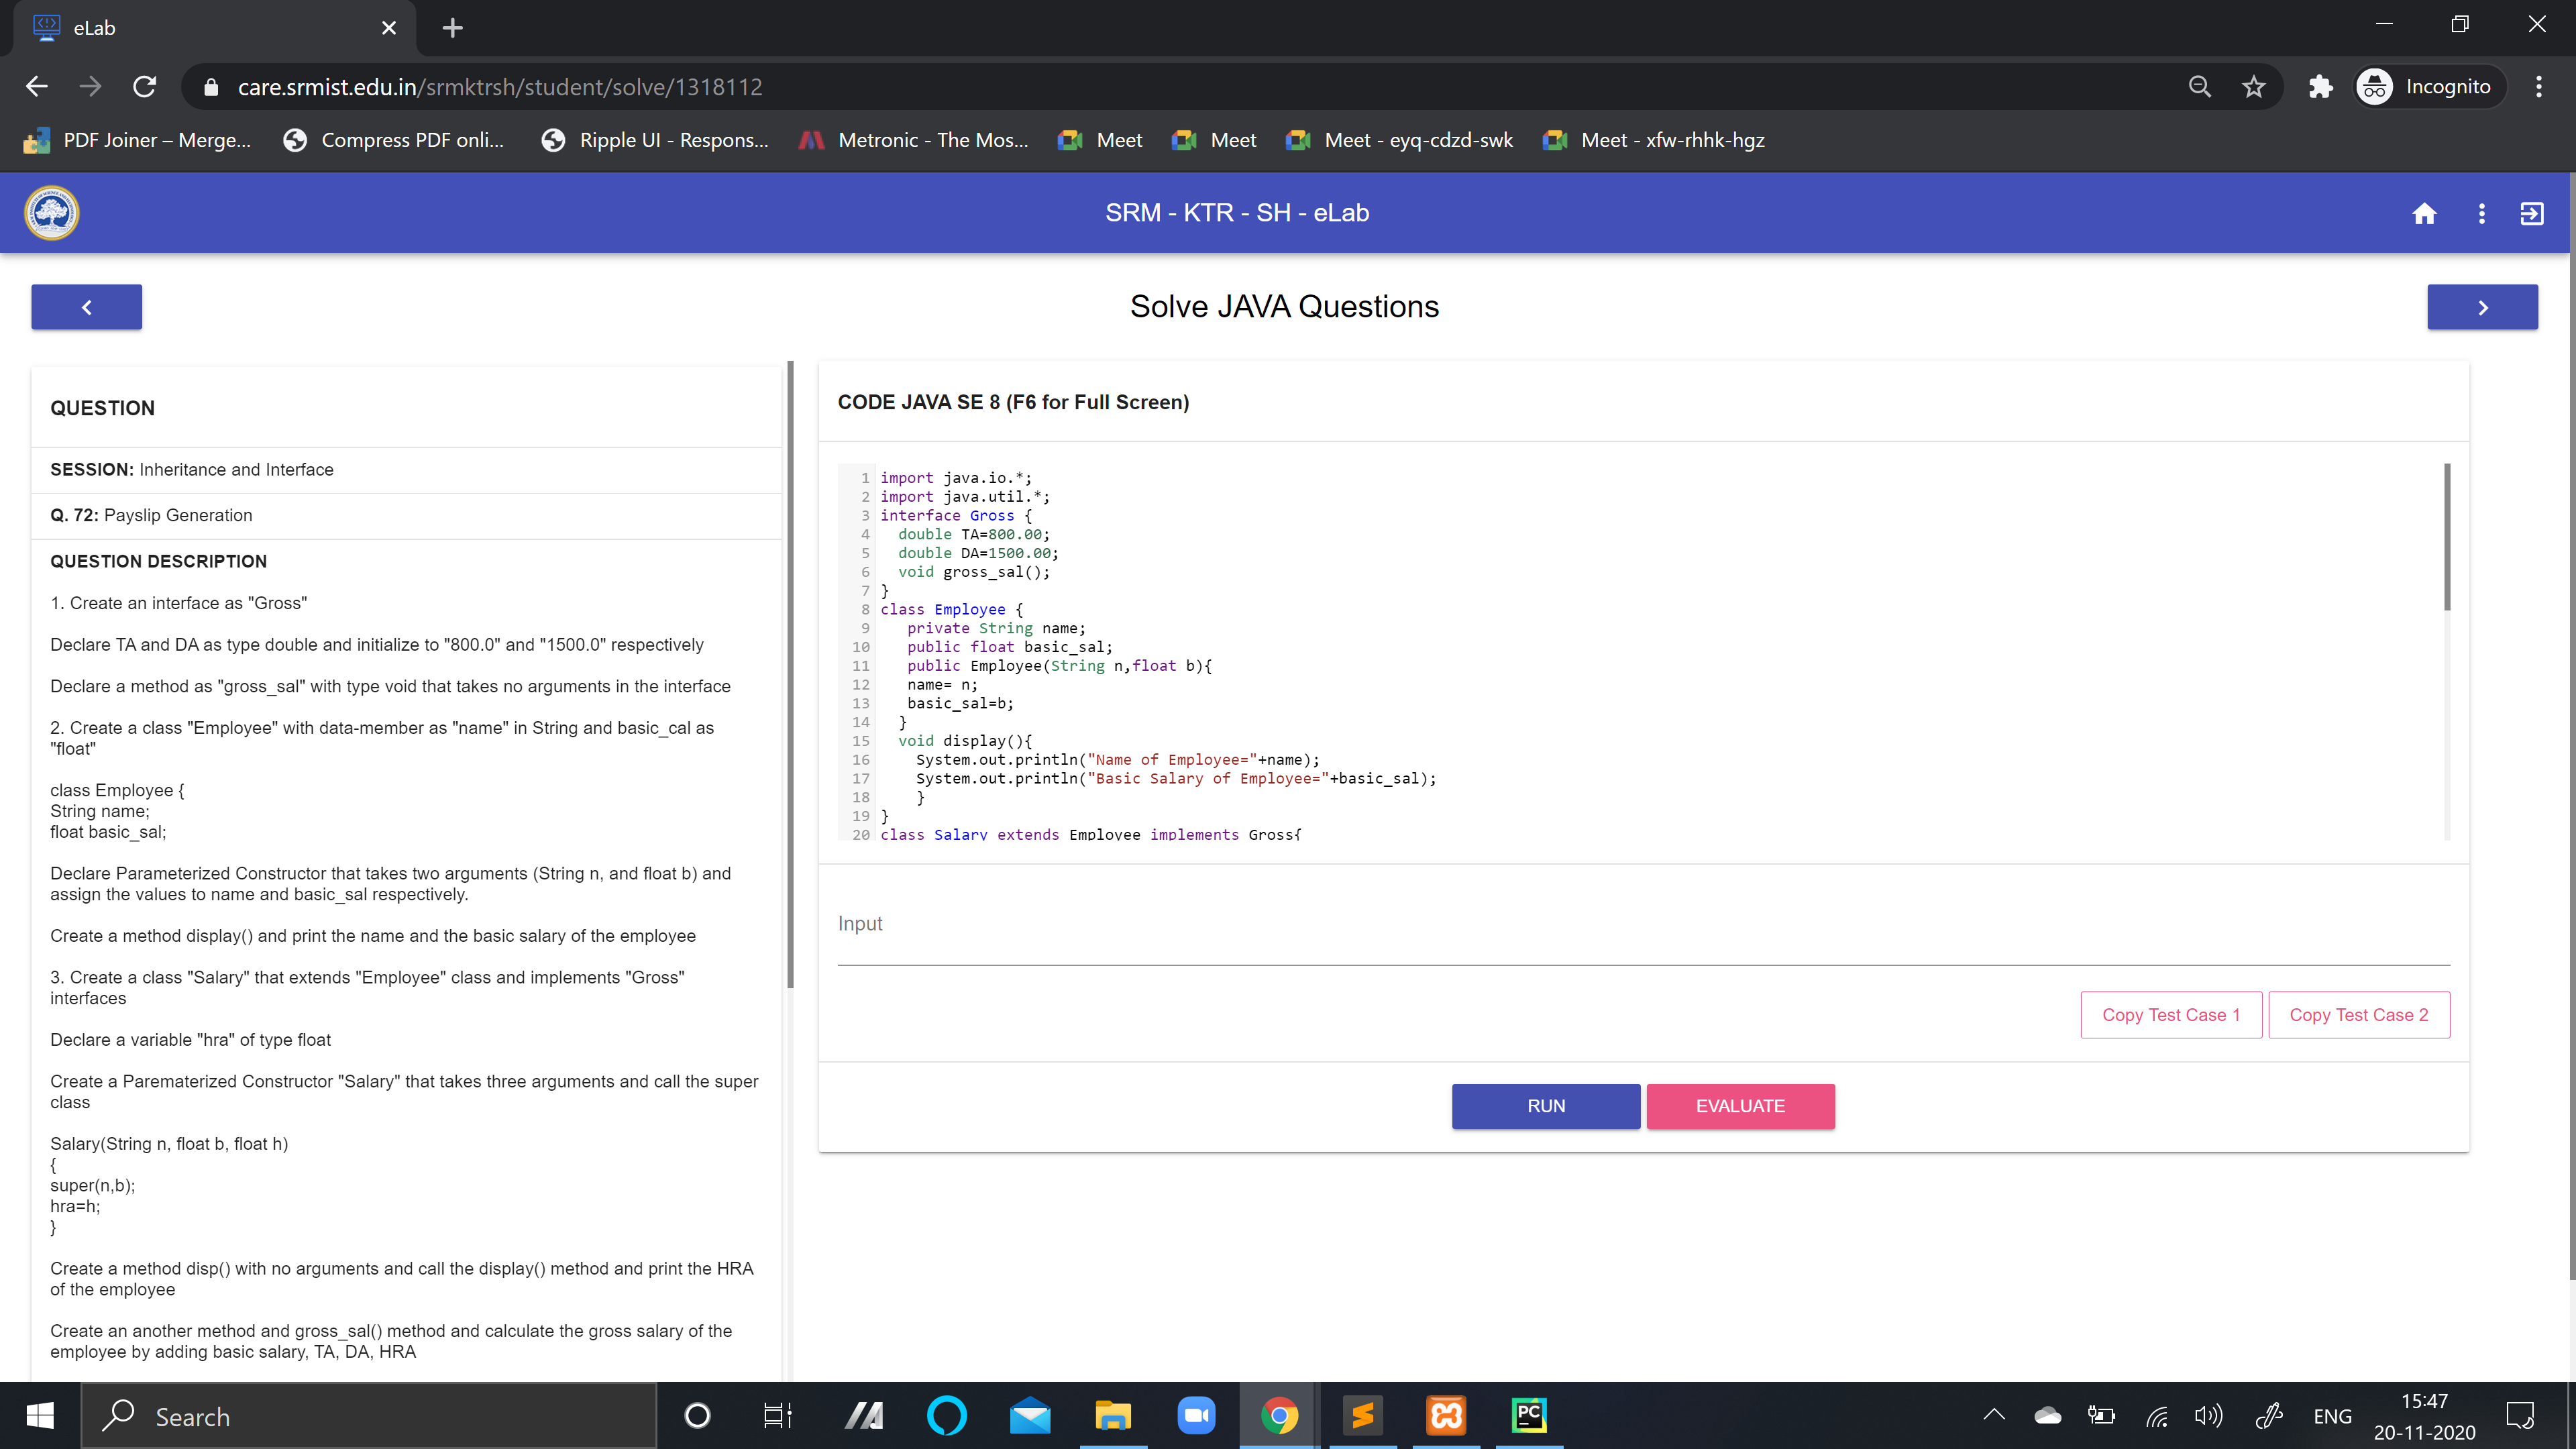 eLab
care.srmist.edu.in/srmktrsh/student/solve/1318112
Incognito
PDF Joiner – Merge...
Compress PDF onli...
Ripple UI - Respons...
Metronic - The Mos...
Meet
Meet
Meet - eyq-cdzd-swk
Meet - xfw-rhhk-hgz
SRM - KTR - SH - eLab
Solve JAVA Questions
QUESTION
SESSION: Inheritance and Interface
Q. 72: Payslip Generation
QUESTION DESCRIPTION
1. Create an interface as "Gross"
Declare TA and DA as type double and initialize to "800.0" and "1500.0" respectively
Declare a method as "gross_sal" with type void that takes no arguments in the interface
2. Create a class "Employee" with data-member as "name" in String and basic_cal as
"float"
class Employee {
String name;
float basic_sal;
Declare Parameterized Constructor that takes two arguments (String n, and float b) and
assign the values to name and basic_sal respectively.
Create a method display() and print the name and the basic salary of the employee
3. Create a class "Salary" that extends "Employee" class and implements "Gross"
interfaces
Declare a variable "hra" of type float
Create a Parematerized Constructor "Salary" that takes three arguments and call the super
class
Salary(String n, float b, float h)
{
super(n,b);
hra=h;
}
Create a method disp() with no arguments and call the display() method and print the HRA
of the employee
Create an another method and gross_sal() method and calculate the gross salary of the
employee by adding basic salary, TA, DA, HRA
CODE JAVA SE 8 (F6 for Full Screen)
1 import java.io.*;
2 import java.util.*;
3 interface Gross {
4 double TA=800.00;
5 double DA=1500.00;
6 void gross_sal();
7 }
8 class Employee {
9 private String name;
10 public float basic_sal;
11 public Employee(String n,float b){
12 name= n;
13 basic_sal=b;
14 }
15 void display(){
16 System.out.println("Name of Employee="+name);
17 System.out.println("Basic Salary of Employee="+basic_sal);
18 }
19 }
20 class Salary extends Employee implements Gross{
Input
Copy Test Case 1
Copy Test Case 2
RUN
EVALUATE
Search
PC
ENG
15:47
20-11-2020